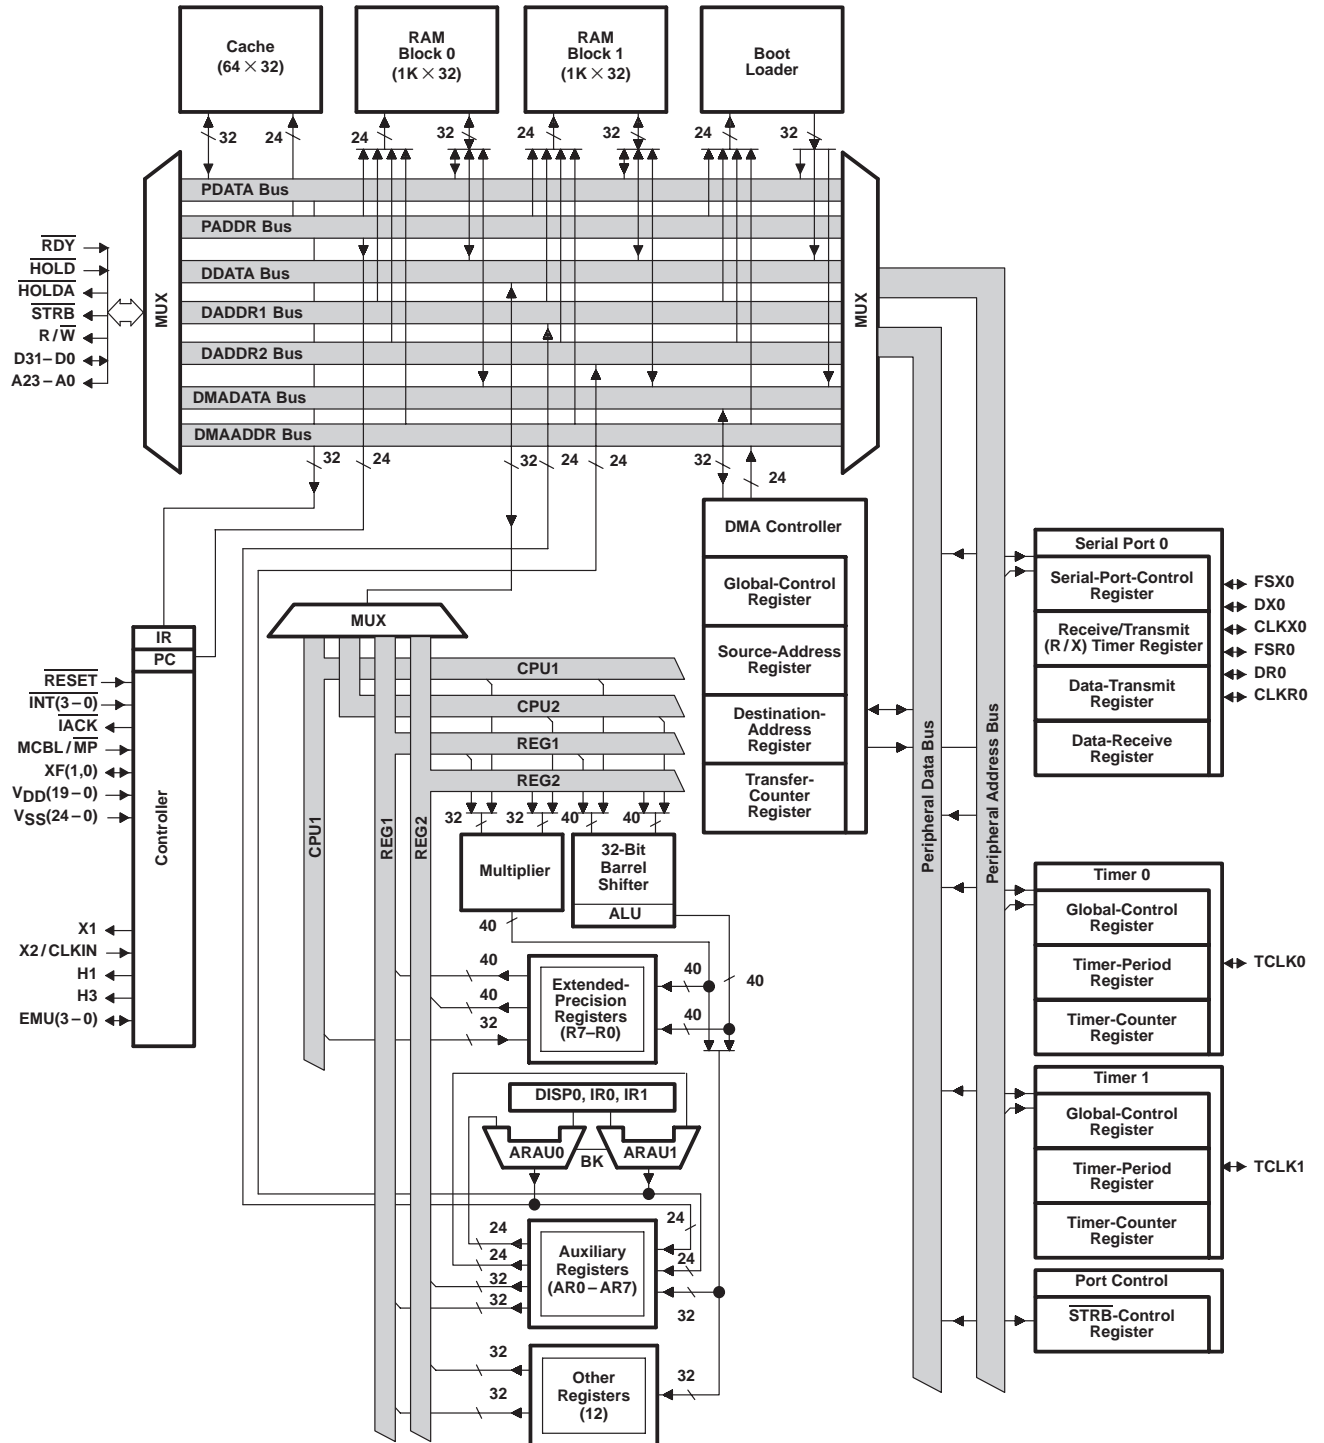 Cache
(64 × 32)
RAM
Block 0
(1K × 32)
RAM
Block 1
(1K × 32)
Boot
Loader
32
24
24
32
24
32
24
32
MUX
PDATA Bus
PADDR Bus
DDATA Bus
DADDR1 Bus
DADDR2 Bus
DMADATA Bus
DMAADDR Bus
MUX
RDY
HOLD
HOLDA
STRB
R/W
D31–D0
A23–A0
32
24
32
24
24
32
24
DMA Controller
Global-Control
Register
Source-Address
Register
Destination-
Address
Register
Transfer-
Counter
Register
Peripheral Data Bus
Peripheral Address Bus
Serial Port 0
Serial-Port-Control
Register
Receive/Transmit
(R/X) Timer Register
Data-Transmit
Register
Data-Receive
Register
FSX0
DX0
CLKX0
FSR0
DR0
CLKR0
IR
PC
Controller
RESET
INT(3–0)
IACK
MCBL/MP
XF(1,0)
VDD(19–0)
VSS(24–0)
X1
X2/CLKIN
H1
H3
EMU(3–0)
MUX
CPU1
CPU2
REG1
REG2
CPU1
REG1
REG2
32
32
40
40
Multiplier
32-Bit
Barrel
Shifter
ALU
40
40
40
32
Extended-
Precision
Registers
(R7–R0)
40
40
40
DISP0, IR0, IR1
ARAU0
BK
ARAU1
24
24
32
32
Auxiliary
Registers
(AR0–AR7)
24
24
32
32
32
Other
Registers
(12)
32
Timer 0
Global-Control
Register
Timer-Period
Register
Timer-Counter
Register
TCLK0
Timer 1
Global-Control
Register
Timer-Period
Register
Timer-Counter
Register
TCLK1
Port Control
STRB-Control
Register